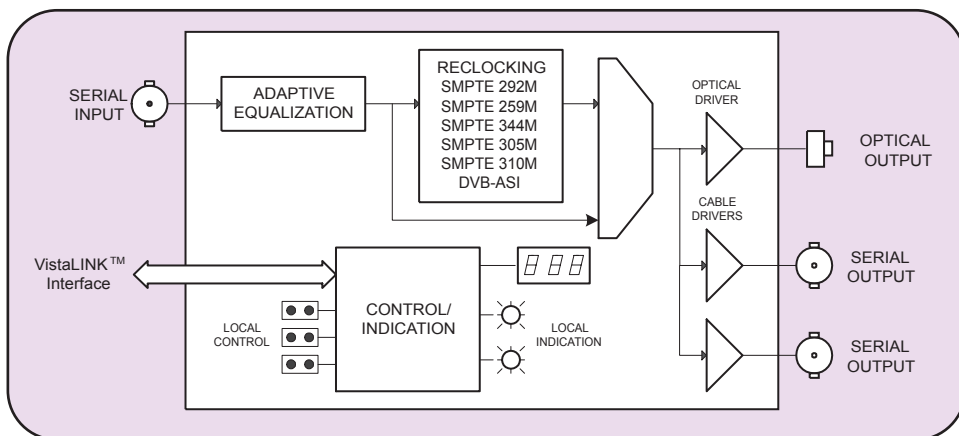 SERIAL
INPUT
ADAPTIVE
EQUALIZATION
RECLOCKING
SMPTE 292M
SMPTE 259M
SMPTE 344M
SMPTE 305M
SMPTE 310M
DVB-ASI
OPTICAL
DRIVER
OPTICAL
OUTPUT
CABLE
DRIVERS
SERIAL
OUTPUT
SERIAL
OUTPUT
VistaLINK™
Interface
CONTROL/
INDICATION
LOCAL
CONTROL
LOCAL
INDICATION